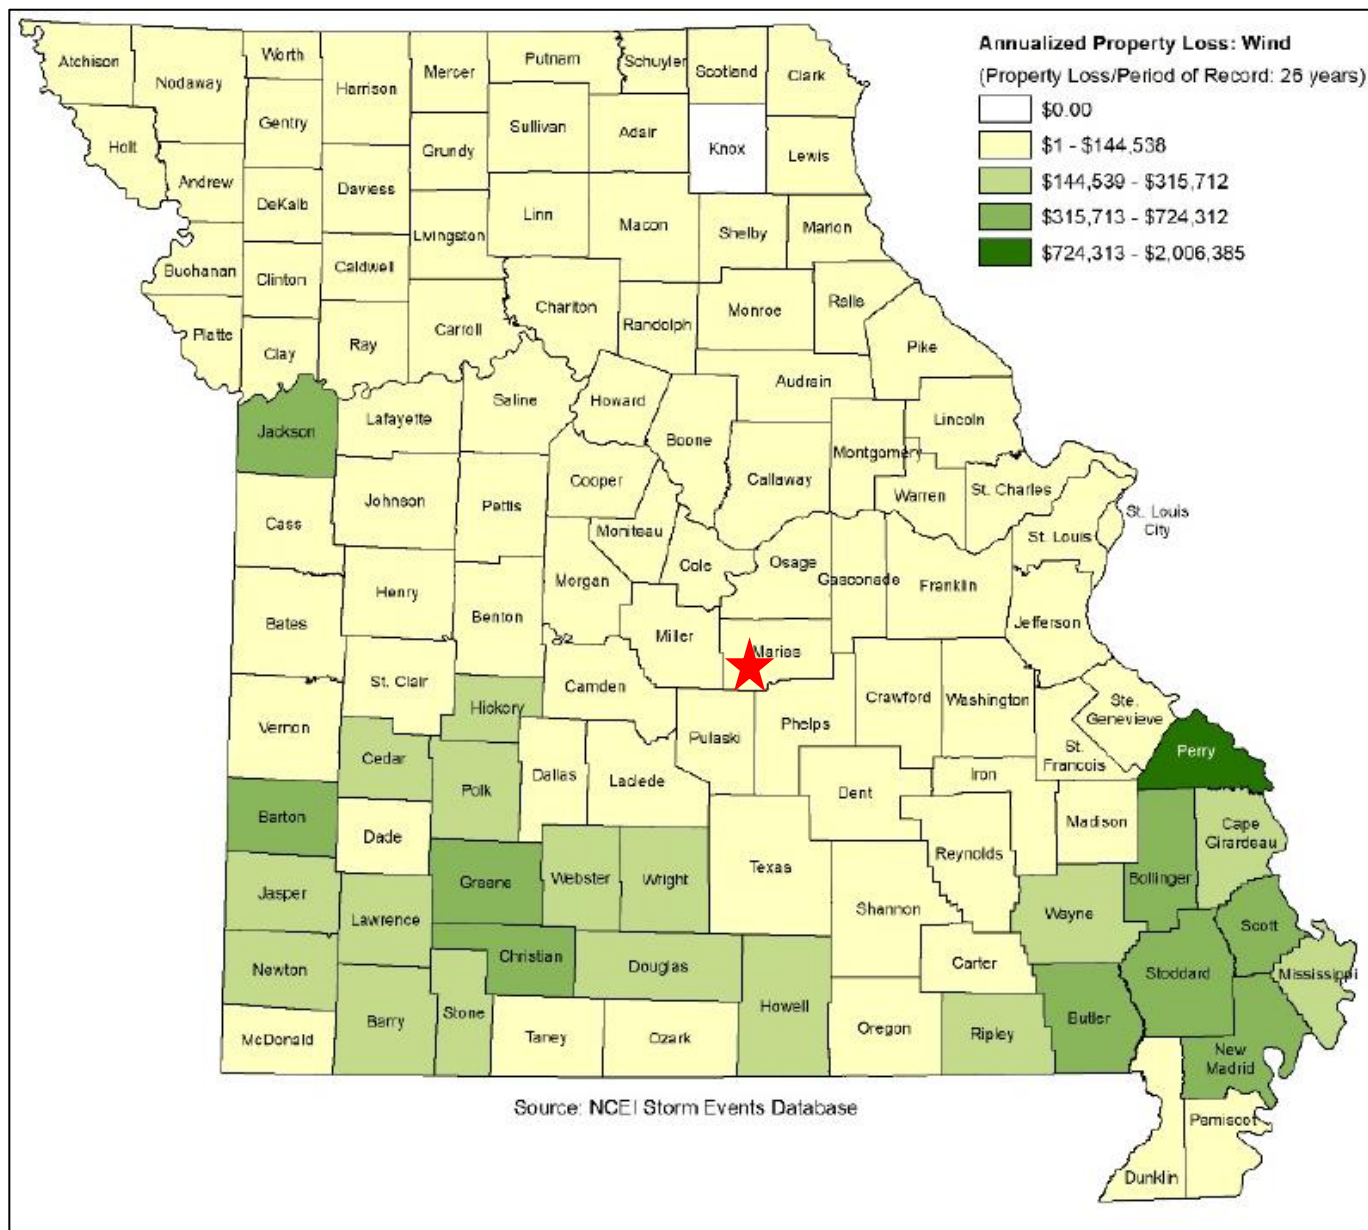 Annualized Property Loss: Wind
(Property Loss/Period of Record: 26 years)
$0.00
$1 - $144,538
$144,539 - $315,712
$315,713 - $724,312
$724,313 - $2,006,385
Atchison
Nodaway
Worth
Harrison
Mercer
Putnam
Schuyler
Scotland
Clark
Holt
Gentry
Sullivan
Adair
Knox
Lewis
Andrew
DeKalb
Daviess
Grundy
Linn
Macon
Shelby
Marion
Buchanan
Clinton
Caldwell
Livingston
Chariton
Randolph
Monroe
Ralls
Platte
Clay
Ray
Carroll
Pike
Audrain
Jackson
Lafayette
Saline
Howard
Boone
Lincoln
Callaway
Montgomery
Cass
Johnson
Pettis
Cooper
Warren
St. Charles
St. Louis
City
Moniteau
St. Louis
Cole
Osage
Gasconade
Franklin
Bates
Henry
Benton
Morgan
Miller
Maries
Jefferson
Vernon
St. Clair
Hickory
Camden
Pulaski
Phelps
Crawford
Washington
Ste.
Genevieve
St.
Francois
Perry
Cedar
Polk
Dallas
Laclede
Dent
Iron
Barton
Dade
Madison
Cape
Girardeau
Bollinger
Jasper
Lawrence
Greene
Webster
Wright
Texas
Shannon
Reynolds
Wayne
Scott
Newton
Christian
Douglas
Carter
Stoddard
Mississippi
McDonald
Barry
Stone
Taney
Ozark
Howell
Oregon
Ripley
Butler
New
Madrid
Pemiscot
Dunklin
Source: NCEI Storm Events Database